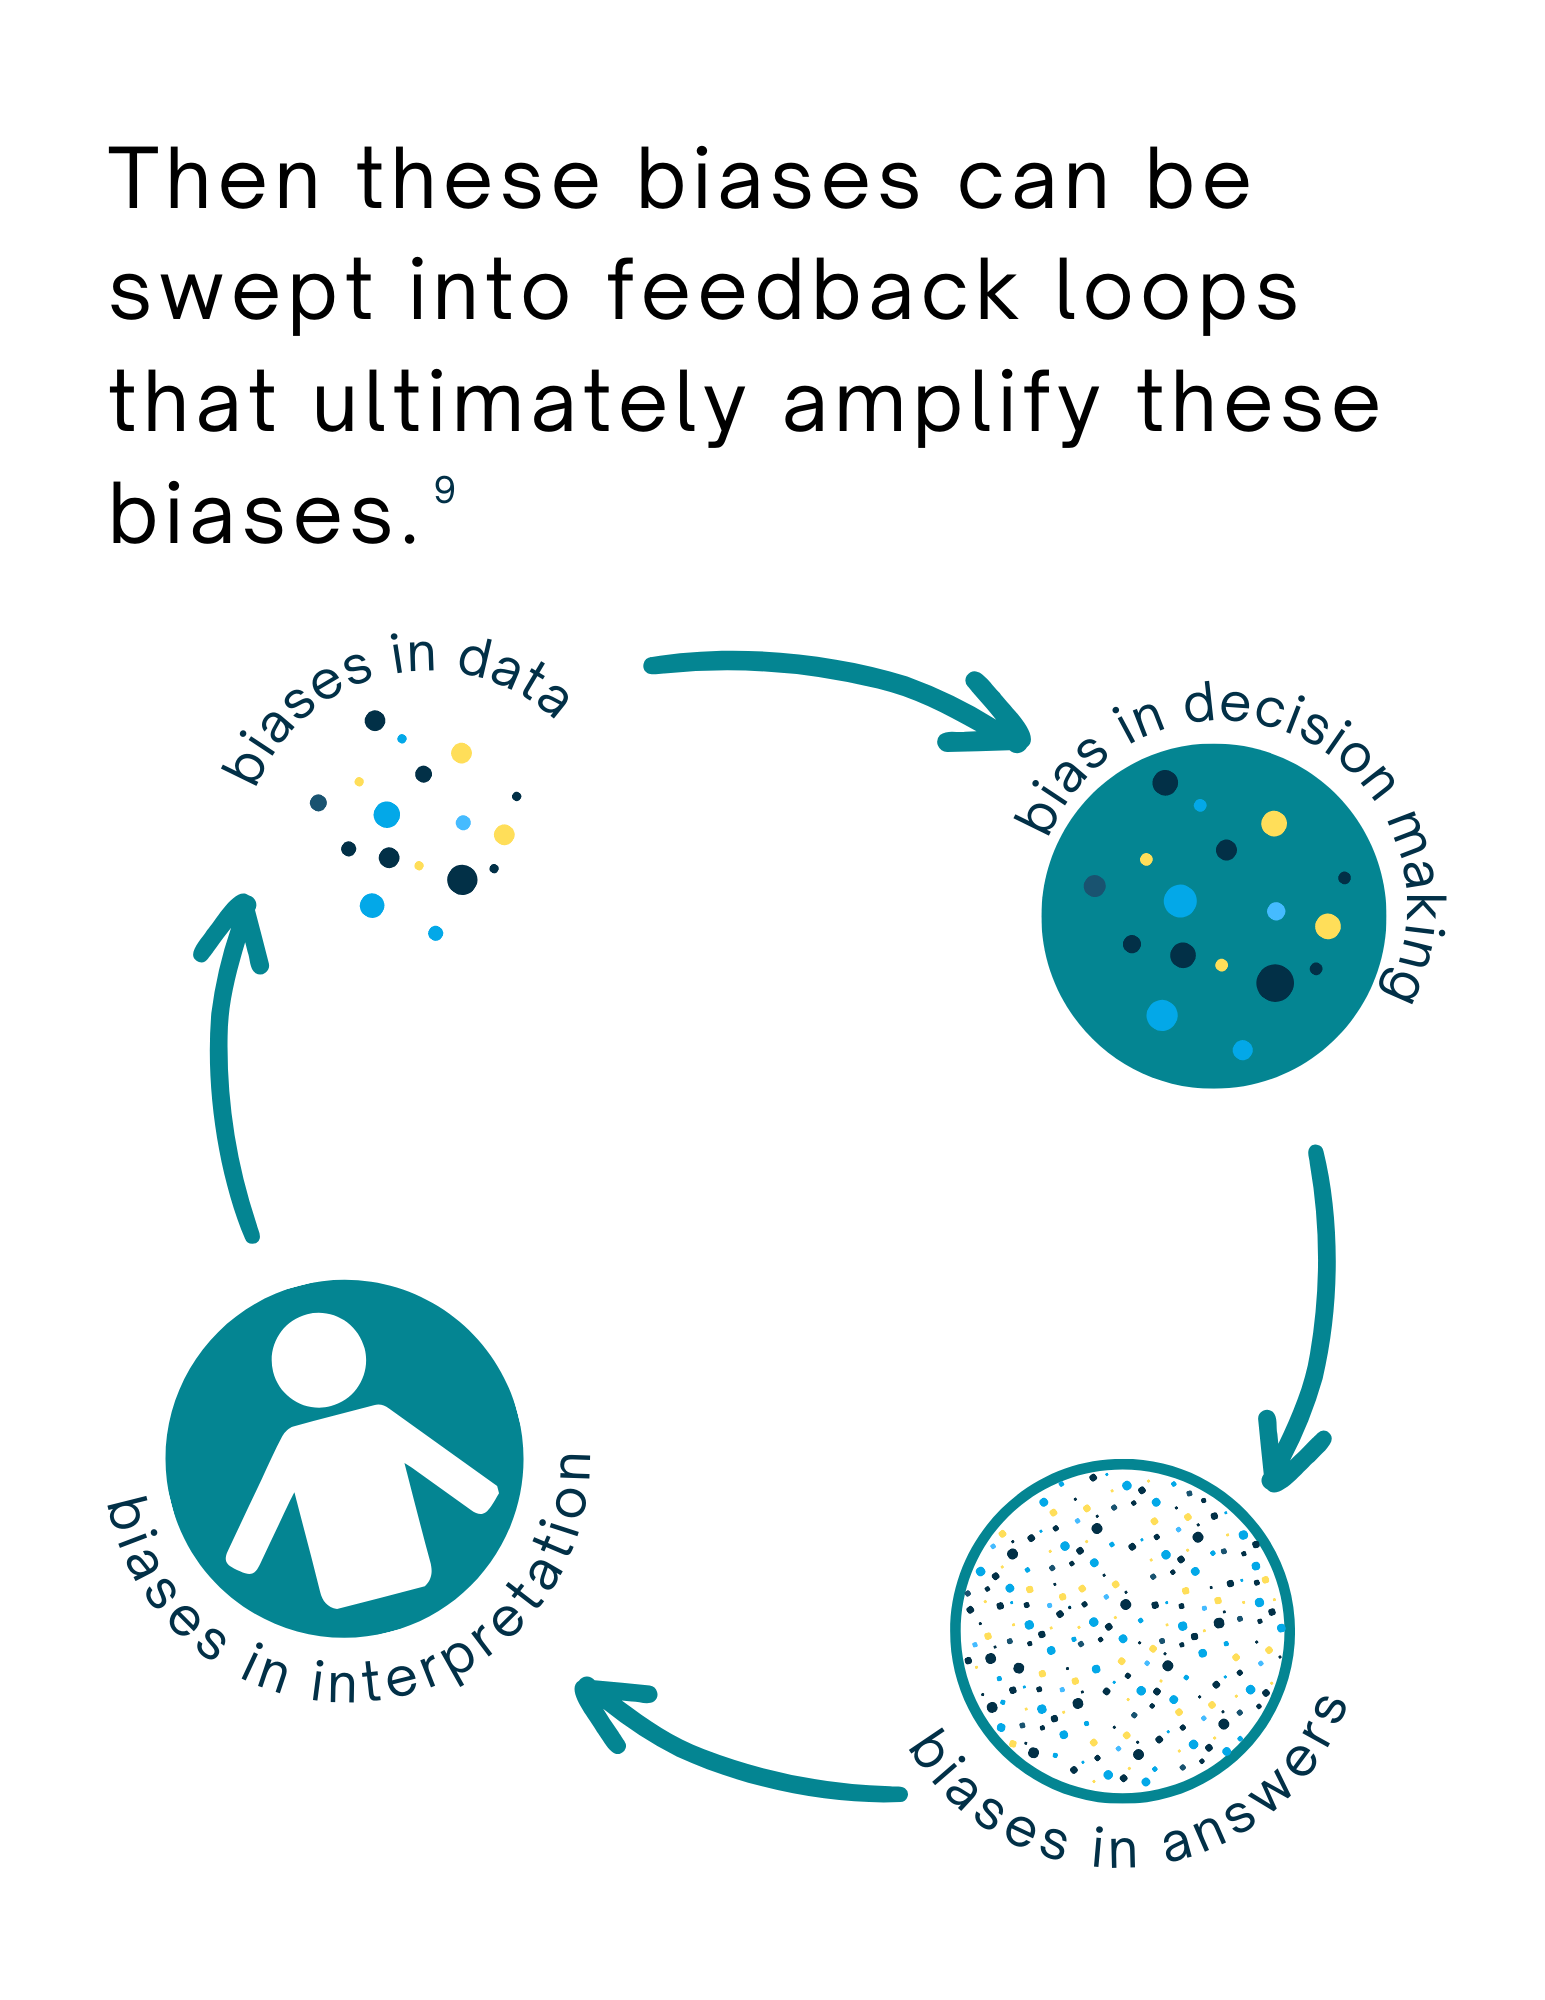 Then these biases can be
swept into feedback loops
that ultimately amplify these
biases.⁹
biases in data
bias in decision making
biases in interpretation
biases in answers